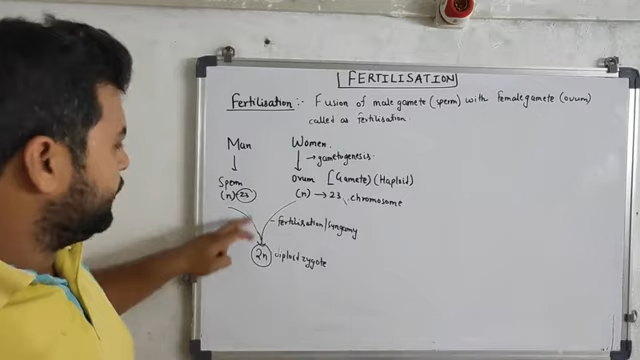 FERTILISATION
Fertilisation :- Fusion of male gamete (sperm) with female gamete (ovum)
called as fertilisation.
Man Women.
→ gametogenesis.
Sperm Ovum [Gamete) (Haploid)
(n) (23) (n) → 23 chromosome
- fertilisation/syngamy
2n diploid zygote